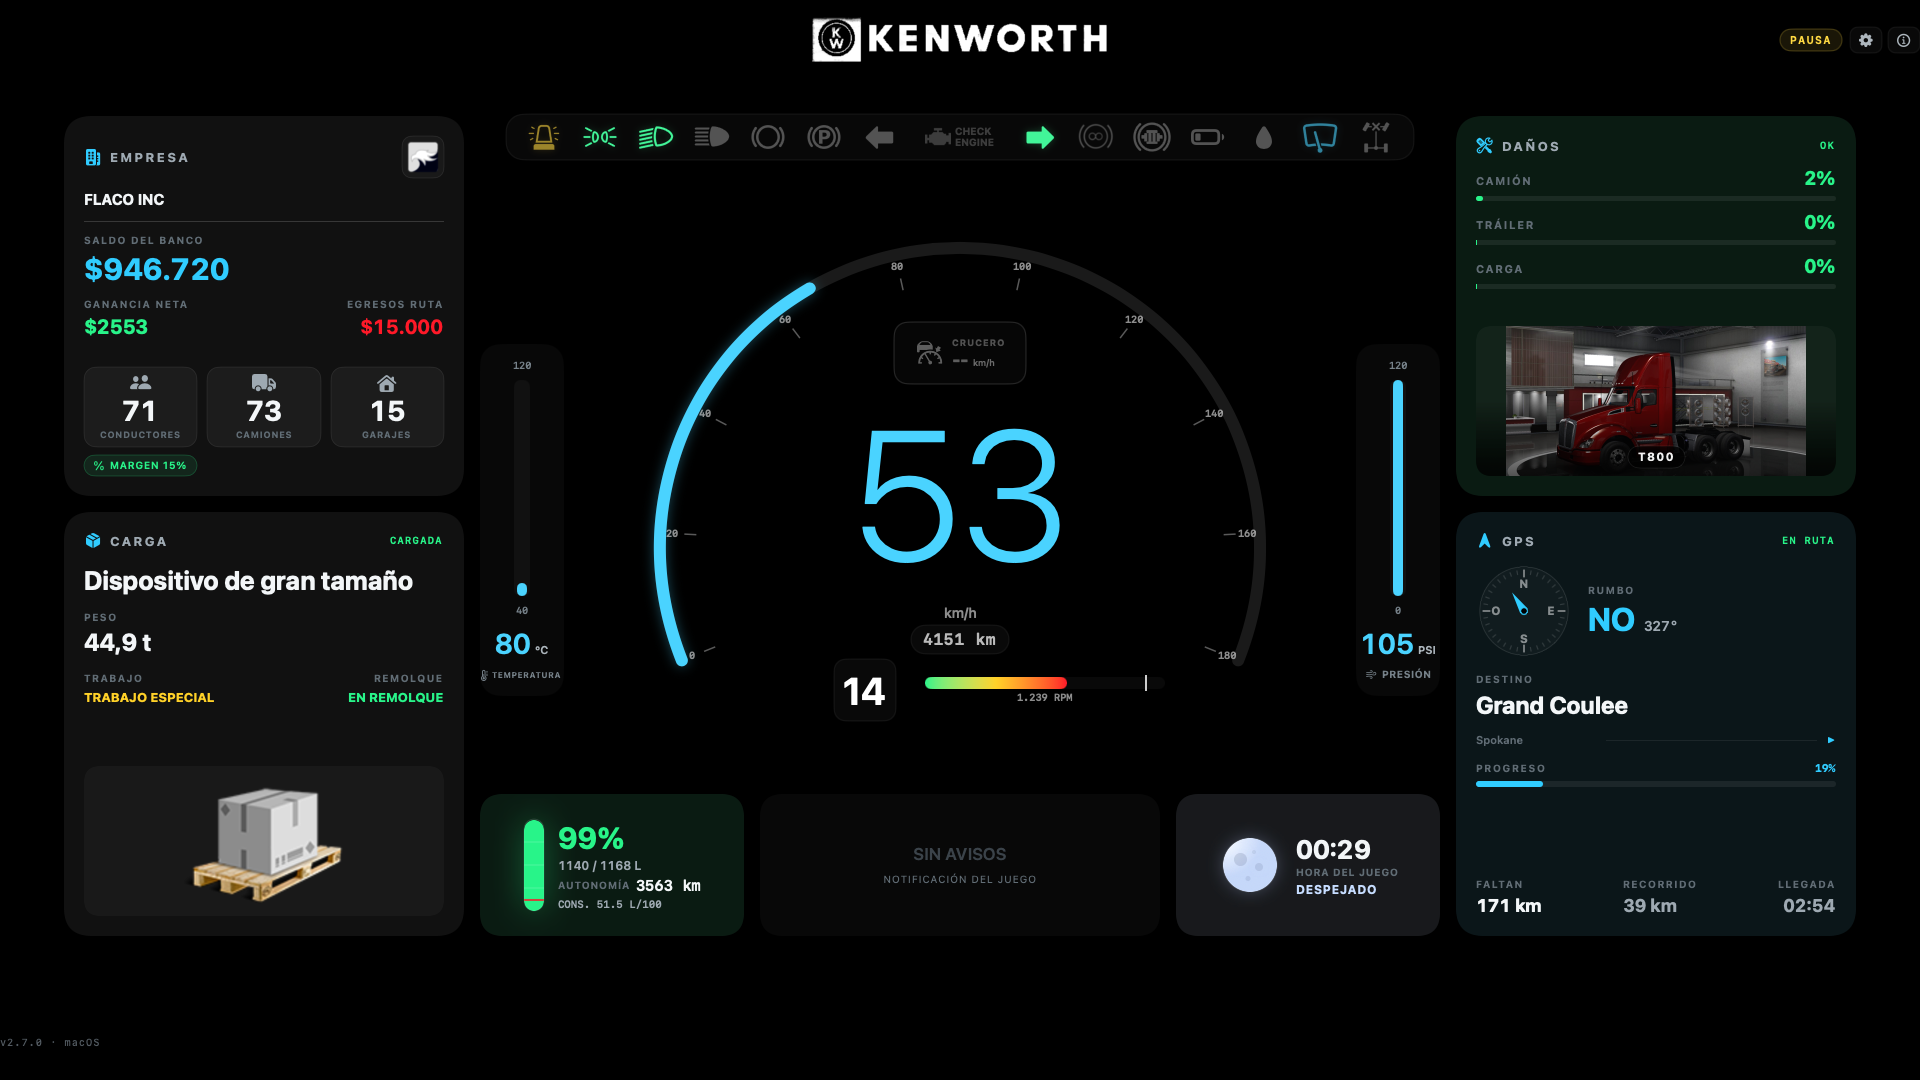 KW KENWORTH
PAUSA
EMPRESA
FLACO INC
SALDO DEL BANCO
$946.720
GANANCIA NETA
$2553
EGRESOS RUTA
$15.000
71
CONDUCTORES
73
CAMIONES
15
GARAJES
% MARGEN 15%
CARGA
CARGADA
Dispositivo de gran tamaño
PESO
44,9 t
TRABAJO
TRABAJO ESPECIAL
REMOLQUE
EN REMOLQUE
P
CHECK
ENGINE
120
40
80 °C
TEMPERATURA
0
20
40
60
80
100
120
140
160
180
CRUCERO
-- km/h
53
km/h
4151 km
14
1.239 RPM
120
0
105 PSI
PRESIÓN
99%
1140 / 1168 L
AUTONOMÍA 3563 km
CONS. 51.5 L/100
SIN AVISOS
NOTIFICACIÓN DEL JUEGO
00:29
HORA DEL JUEGO
DESPEJADO
DAÑOS
OK
CAMIÓN
2%
TRÁILER
0%
CARGA
0%
T800
GPS
EN RUTA
N
O
E
S
RUMBO
NO 327°
DESTINO
Grand Coulee
Spokane
PROGRESO
19%
FALTAN
171 km
RECORRIDO
39 km
LLEGADA
02:54
v2.7.0 · macOS